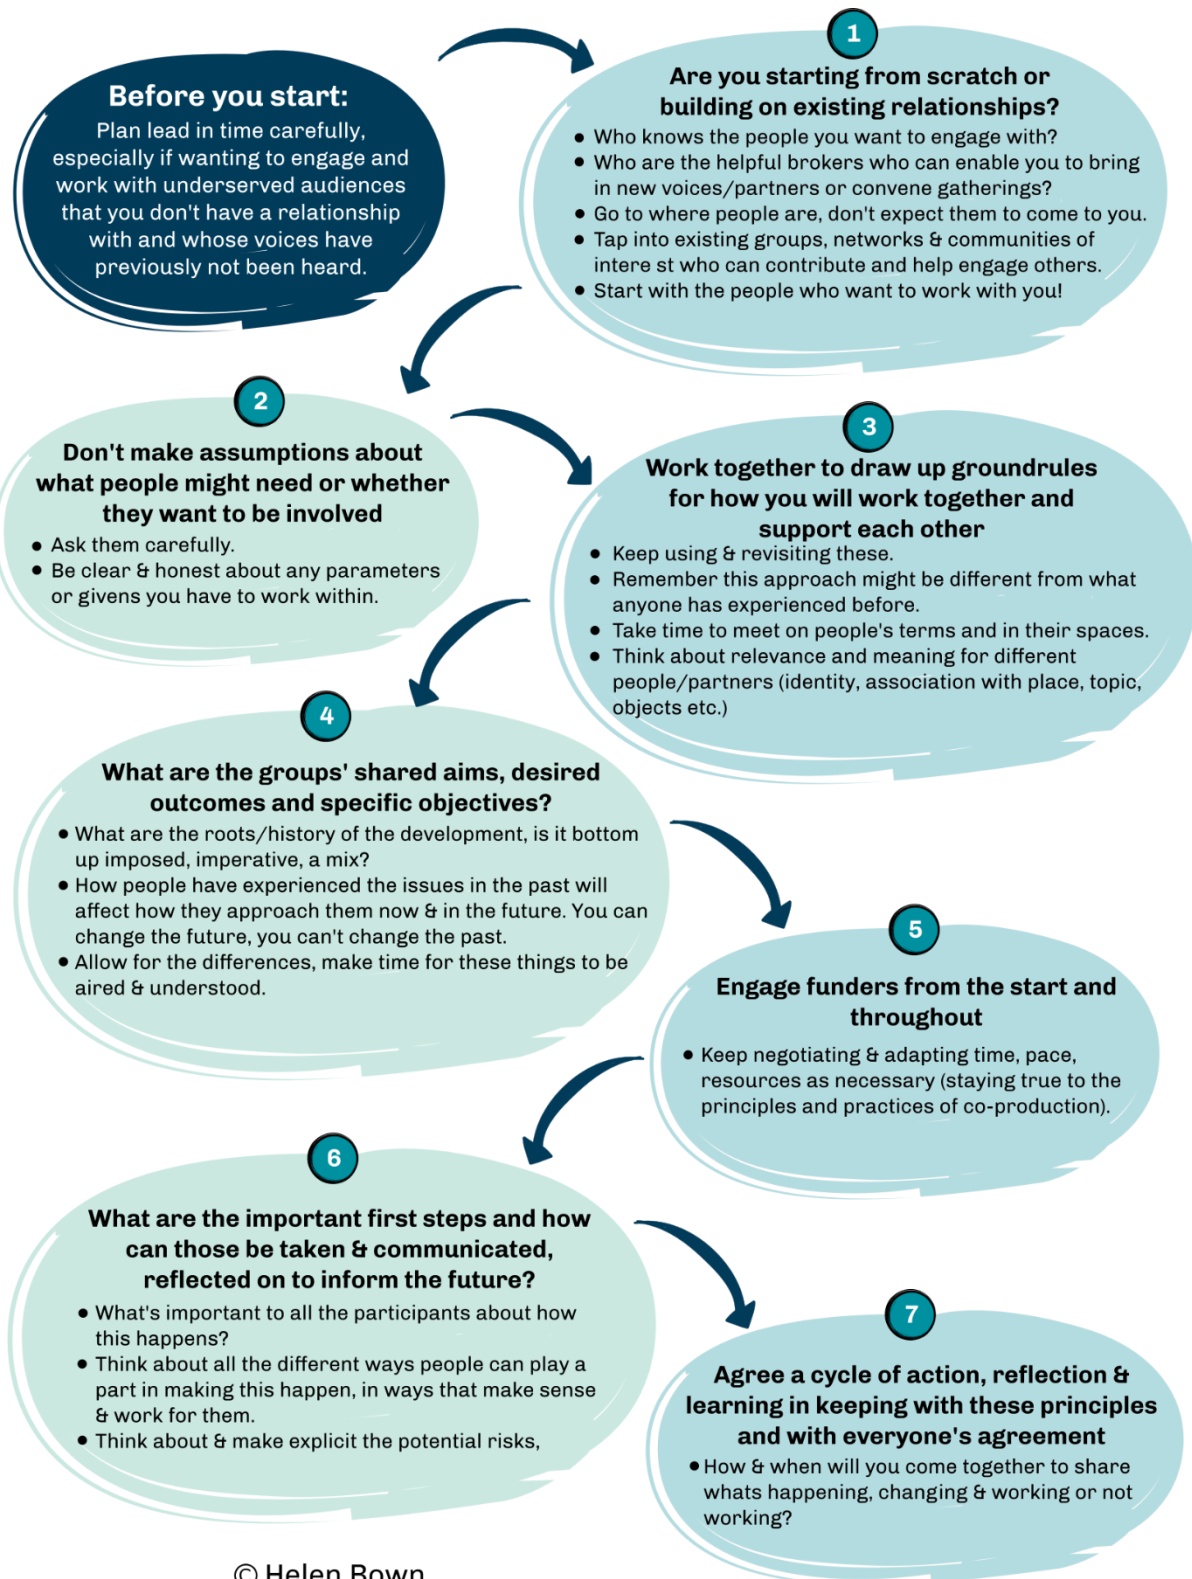 Before you start:
Plan lead in time carefully,
especially if wanting to engage and
work with underserved audiences
that you don't have a relationship
with and whose voices have
previously not been heard.
1
Are you starting from scratch or
building on existing relationships?
• Who knows the people you want to engage with?
• Who are the helpful brokers who can enable you to bring
in new voices/partners or convene gatherings?
• Go to where people are, don't expect them to come to you.
• Tap into existing groups, networks & communities of
intere st who can contribute and help engage others.
• Start with the people who want to work with you!
2
Don't make assumptions about
what people might need or whether
they want to be involved
• Ask them carefully.
• Be clear & honest about any parameters
or givens you have to work within.
3
Work together to draw up groundrules
for how you will work together and
support each other
• Keep using & revisiting these.
• Remember this approach might be different from what
anyone has experienced before.
• Take time to meet on people's terms and in their spaces.
• Think about relevance and meaning for different
people/partners (identity, association with place, topic,
objects etc.)
4
What are the groups' shared aims, desired
outcomes and specific objectives?
• What are the roots/history of the development, is it bottom
up imposed, imperative, a mix?
• How people have experienced the issues in the past will
affect how they approach them now & in the future. You can
change the future, you can't change the past.
• Allow for the differences, make time for these things to be
aired & understood.
5
Engage funders from the start and
throughout
• Keep negotiating & adapting time, pace,
resources as necessary (staying true to the
principles and practices of co-production).
6
What are the important first steps and how
can those be taken & communicated,
reflected on to inform the future?
• What's important to all the participants about how
this happens?
• Think about all the different ways people can play a
part in making this happen, in ways that make sense
& work for them.
• Think about & make explicit the potential risks,
7
Agree a cycle of action, reflection &
learning in keeping with these principles
and with everyone's agreement
• How & when will you come together to share
whats happening, changing & working or not
working?
© Helen Bown